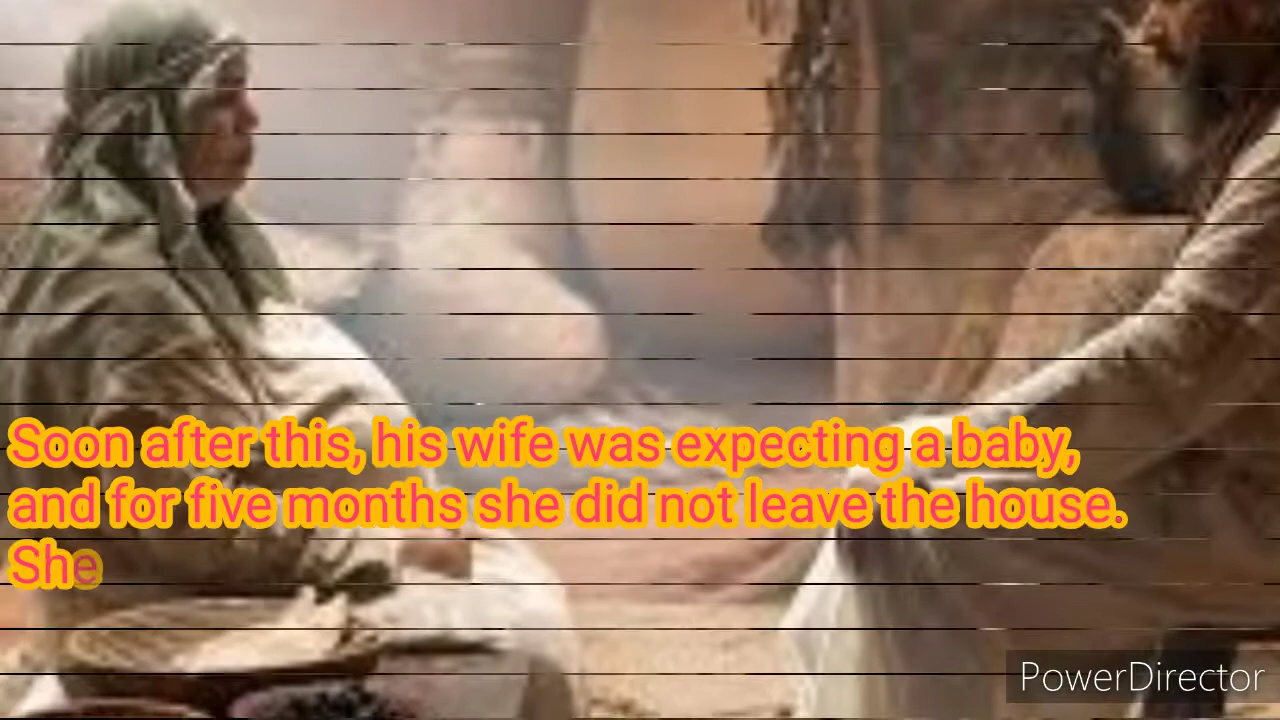 Soon after this, his wife was expecting a baby,
and for five months she did not leave the house.
She
PowerDirector